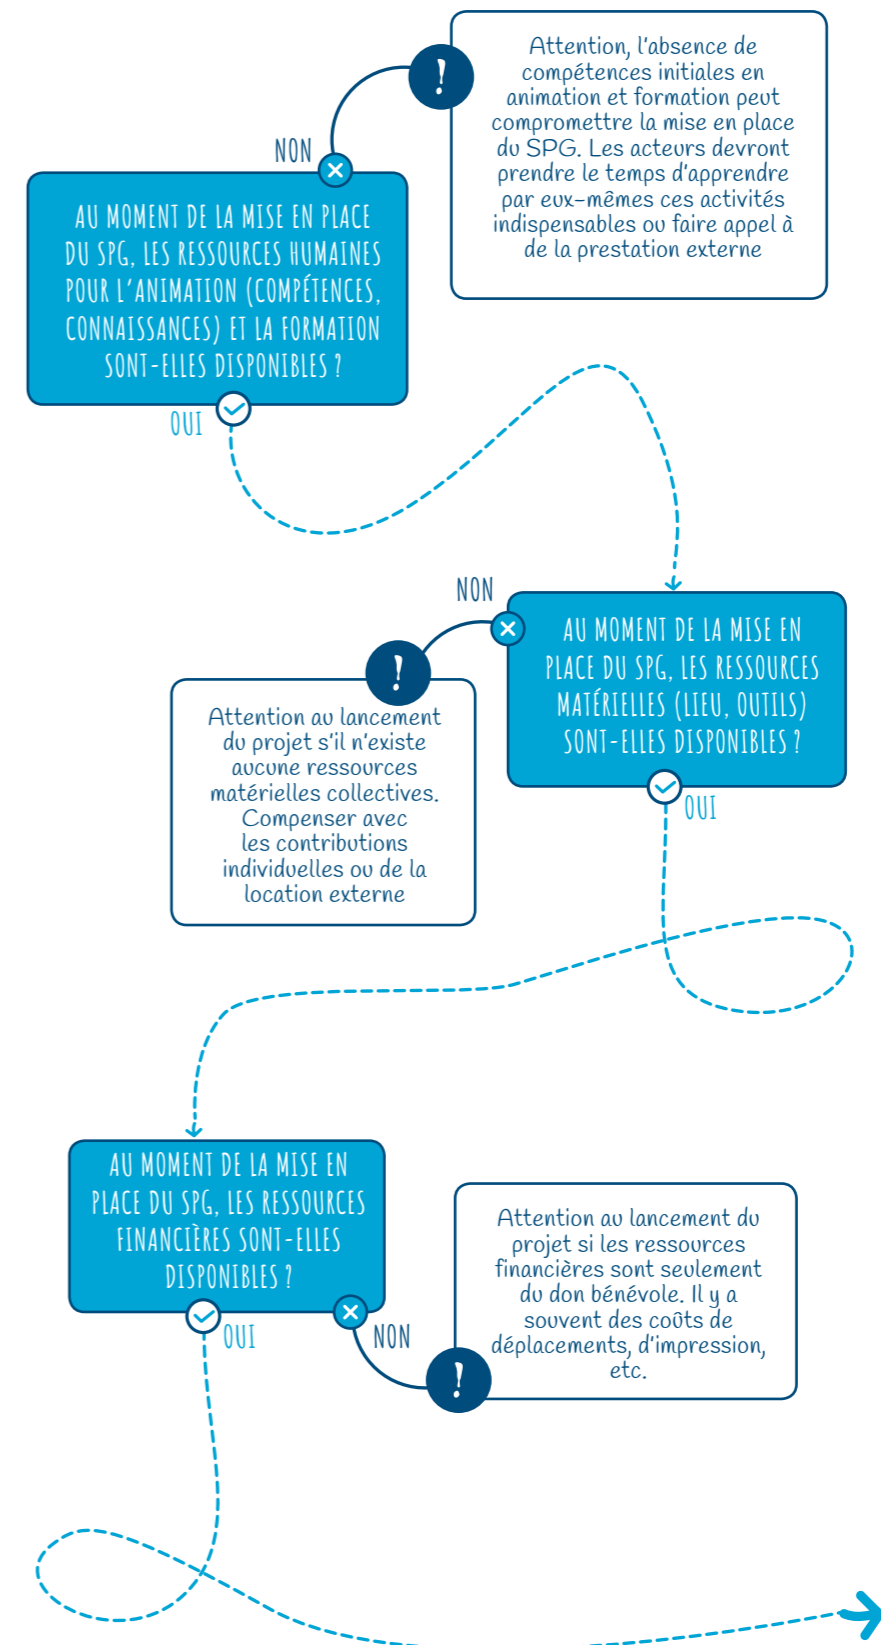 Attention, l'absence de
compétences initiales en
animation et formation peut
compromettre la mise en place
du SPG. Les acteurs devront
prendre le temps d'apprendre
par eux-mêmes ces activités
indispensables ou faire appel à
de la prestation externe
NON
AU MOMENT DE LA MISE EN PLACE
DU SPG, LES RESSOURCES HUMAINES
POUR L'ANIMATION (COMPÉTENCES,
CONNAISSANCES) ET LA FORMATION
SONT-ELLES DISPONIBLES ?
OUI
NON
AU MOMENT DE LA MISE EN
PLACE DU SPG, LES RESSOURCES
MATÉRIELLES (LIEU, OUTILS)
SONT-ELLES DISPONIBLES ?
OUI
Attention au lancement
du projet s'il n'existe
aucune ressources
matérielles collectives.
Compenser avec
les contributions
individuelles ou de la
location externe
AU MOMENT DE LA MISE EN
PLACE DU SPG, LES RESSOURCES
FINANCIÈRES SONT-ELLES
DISPONIBLES ?
OUI
NON
Attention au lancement du
projet si les ressources
financières sont seulement
du don bénévole. Il y a
souvent des coûts de
déplacements, d'impression,
etc.